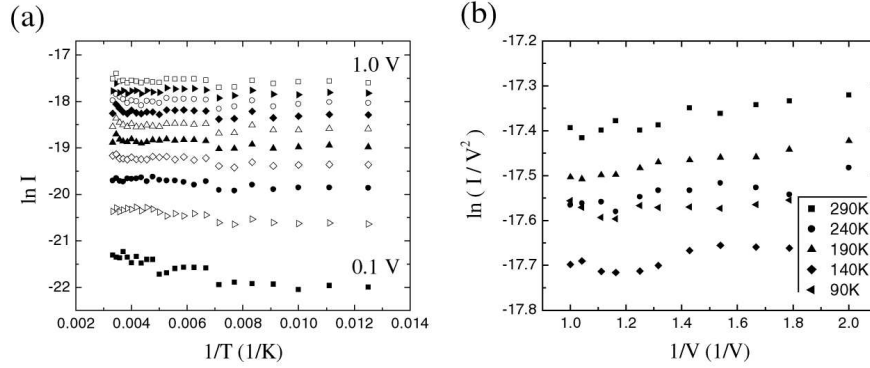 (a)
-17
-18
-19
-20
-21
-22
ln I
1.0 V
0.1 V
0.002
0.004
0.006
0.008
0.010
0.012
0.014
1/T (1/K)
(b)
-17.2
-17.3
-17.4
-17.5
-17.6
-17.7
-17.8
ln ( I / V²)
290K
240K
190K
140K
90K
1.0
1.2
1.4
1.6
1.8
2.0
1/V (1/V)